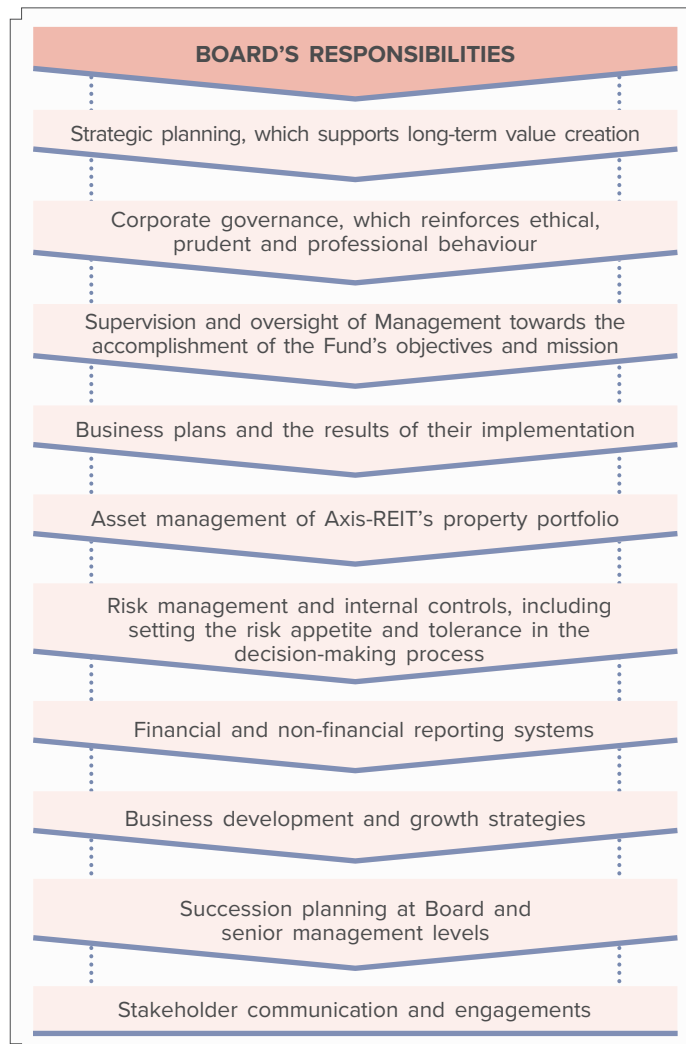 BOARD'S RESPONSIBILITIES
Strategic planning, which supports long-term value creation
Corporate governance, which reinforces ethical,
prudent and professional behaviour
Supervision and oversight of Management towards the
accomplishment of the Fund's objectives and mission
Business plans and the results of their implementation
Asset management of Axis-REIT's property portfolio
Risk management and internal controls, including
setting the risk appetite and tolerance in the
decision-making process
Financial and non-financial reporting systems
Business development and growth strategies
Succession planning at Board and
senior management levels
Stakeholder communication and engagements